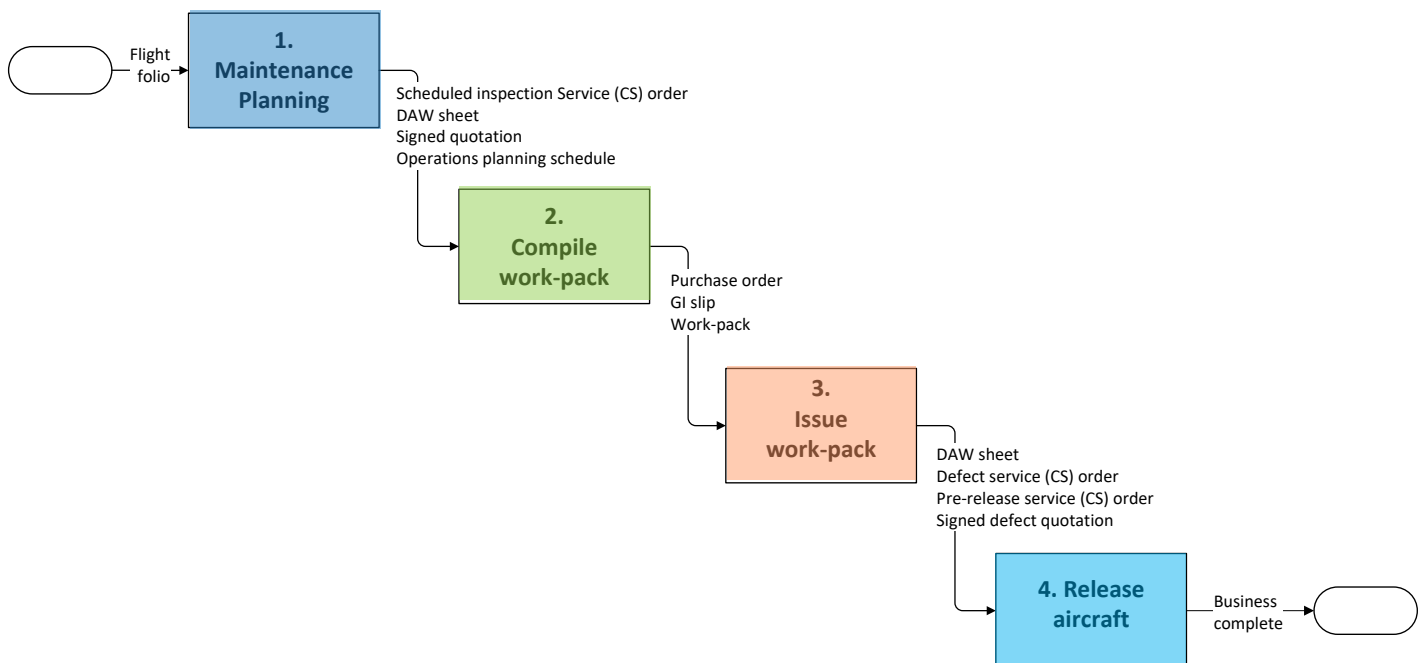 Flight
folio
1.
Maintenance
Planning
Scheduled inspection Service (CS) order
DAW sheet
Signed quotation
Operations planning schedule
2.
Compile
work-pack
Purchase order
GI slip
Work-pack
3.
Issue
work-pack
DAW sheet
Defect service (CS) order
Pre-release service (CS) order
Signed defect quotation
4. Release
aircraft
Business
complete